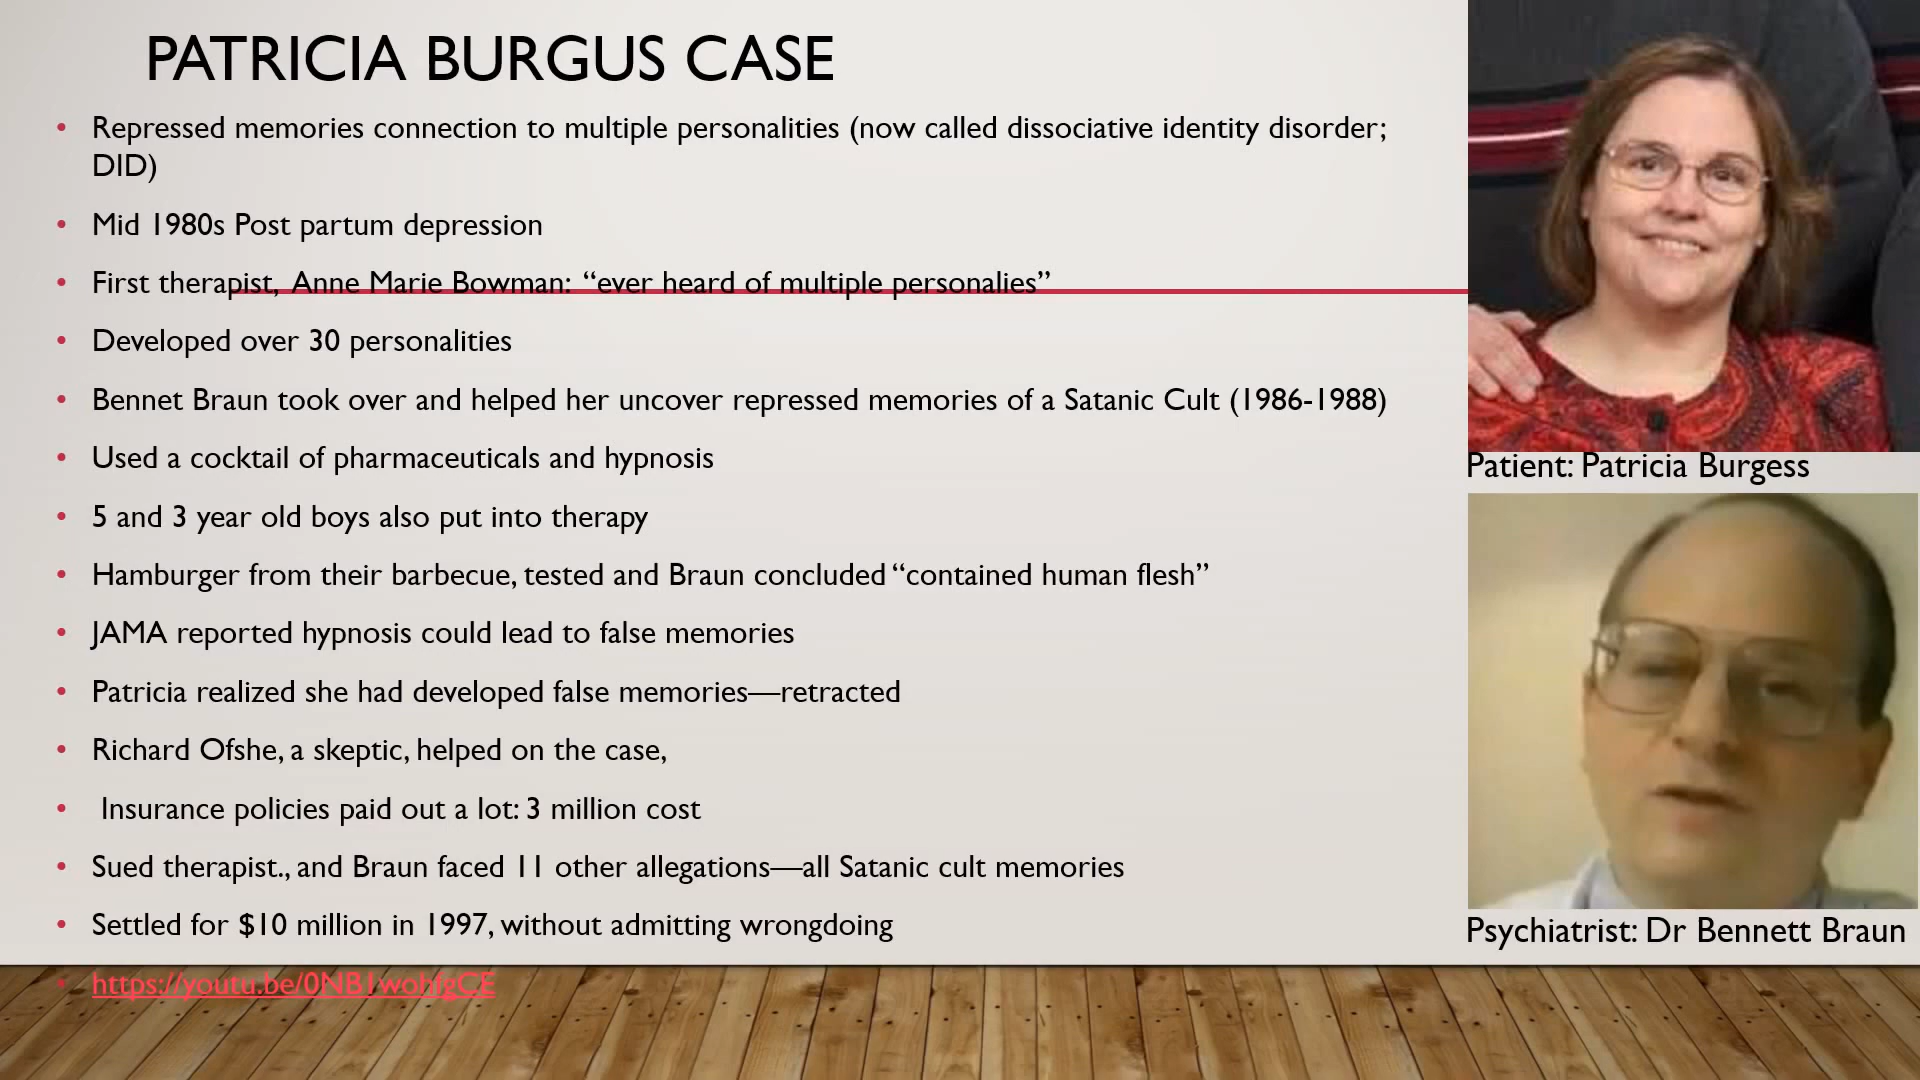 PATRICIA BURGUS CASE
• Repressed memories connection to multiple personalities (now called dissociative identity disorder;
DID)
• Mid 1980s Post partum depression
• First therapist, Anne Marie Bowman: “ever heard of multiple personalies”
• Developed over 30 personalities
• Bennet Braun took over and helped her uncover repressed memories of a Satanic Cult (1986-1988)
• Used a cocktail of pharmaceuticals and hypnosis
• 5 and 3 year old boys also put into therapy
• Hamburger from their barbecue, tested and Braun concluded “contained human flesh”
• JAMA reported hypnosis could lead to false memories
• Patricia realized she had developed false memories—retracted
• Richard Ofshe, a skeptic, helped on the case,
• Insurance policies paid out a lot: 3 million cost
• Sued therapist., and Braun faced 11 other allegations—all Satanic cult memories
• Settled for $10 million in 1997, without admitting wrongdoing
• https://youtu.be/0NB1wohfgCE
Patient: Patricia Burgess
Psychiatrist: Dr Bennett Braun